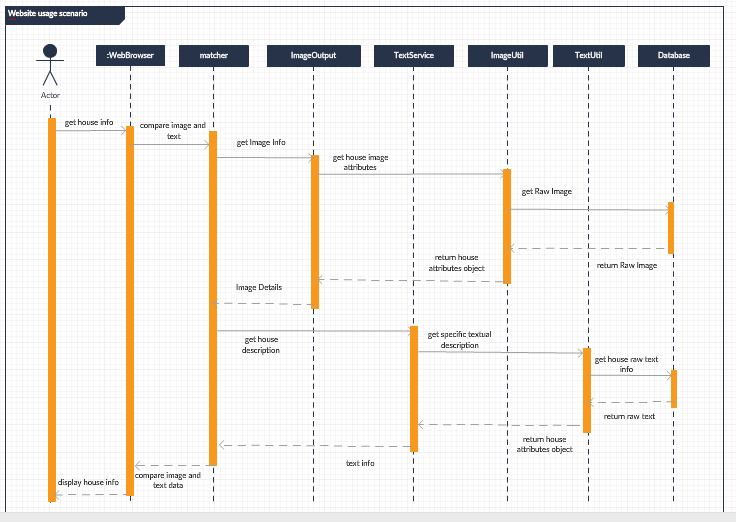 Website usage scenario
:WebBrowser
matcher
ImageOutput
TextService
ImageUtil
TextUtil
Database
Actor
get house info
compare image and
text
get Image Info
get house image
attributes
get Raw Image
return Raw Image
return house
attributes object
Image Details
get house
description
get specific textual
description
get house raw text
info
return raw text
return house
attributes object
text info
compare image and
text data
display house info